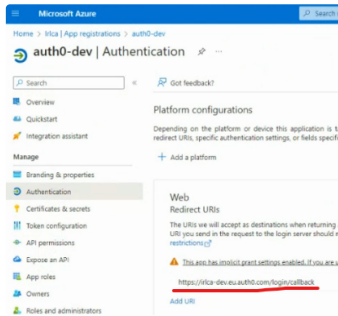 Microsoft Azure
Search
Home > Irlca | App registrations > auth0-dev
auth0-dev | Authentication
Search
Got feedback?
Overview
Quickstart
Integration assistant
Manage
Branding & properties
Authentication
Certificates & secrets
Token configuration
API permissions
Expose an API
App roles
Owners
Roles and administrators
Platform configurations
Depending on the platform or device this application is
redirect URIs, specific authentication settings, or fields specifi
Add a platform
Web
Redirect URIs
The URIs we will accept as destinations when returning
URI you send in the request to the login server should
restrictions
This app has implicit grant settings enabled. If you are
https://irlca-dev.eu.auth0.com/login/callback
Add URI